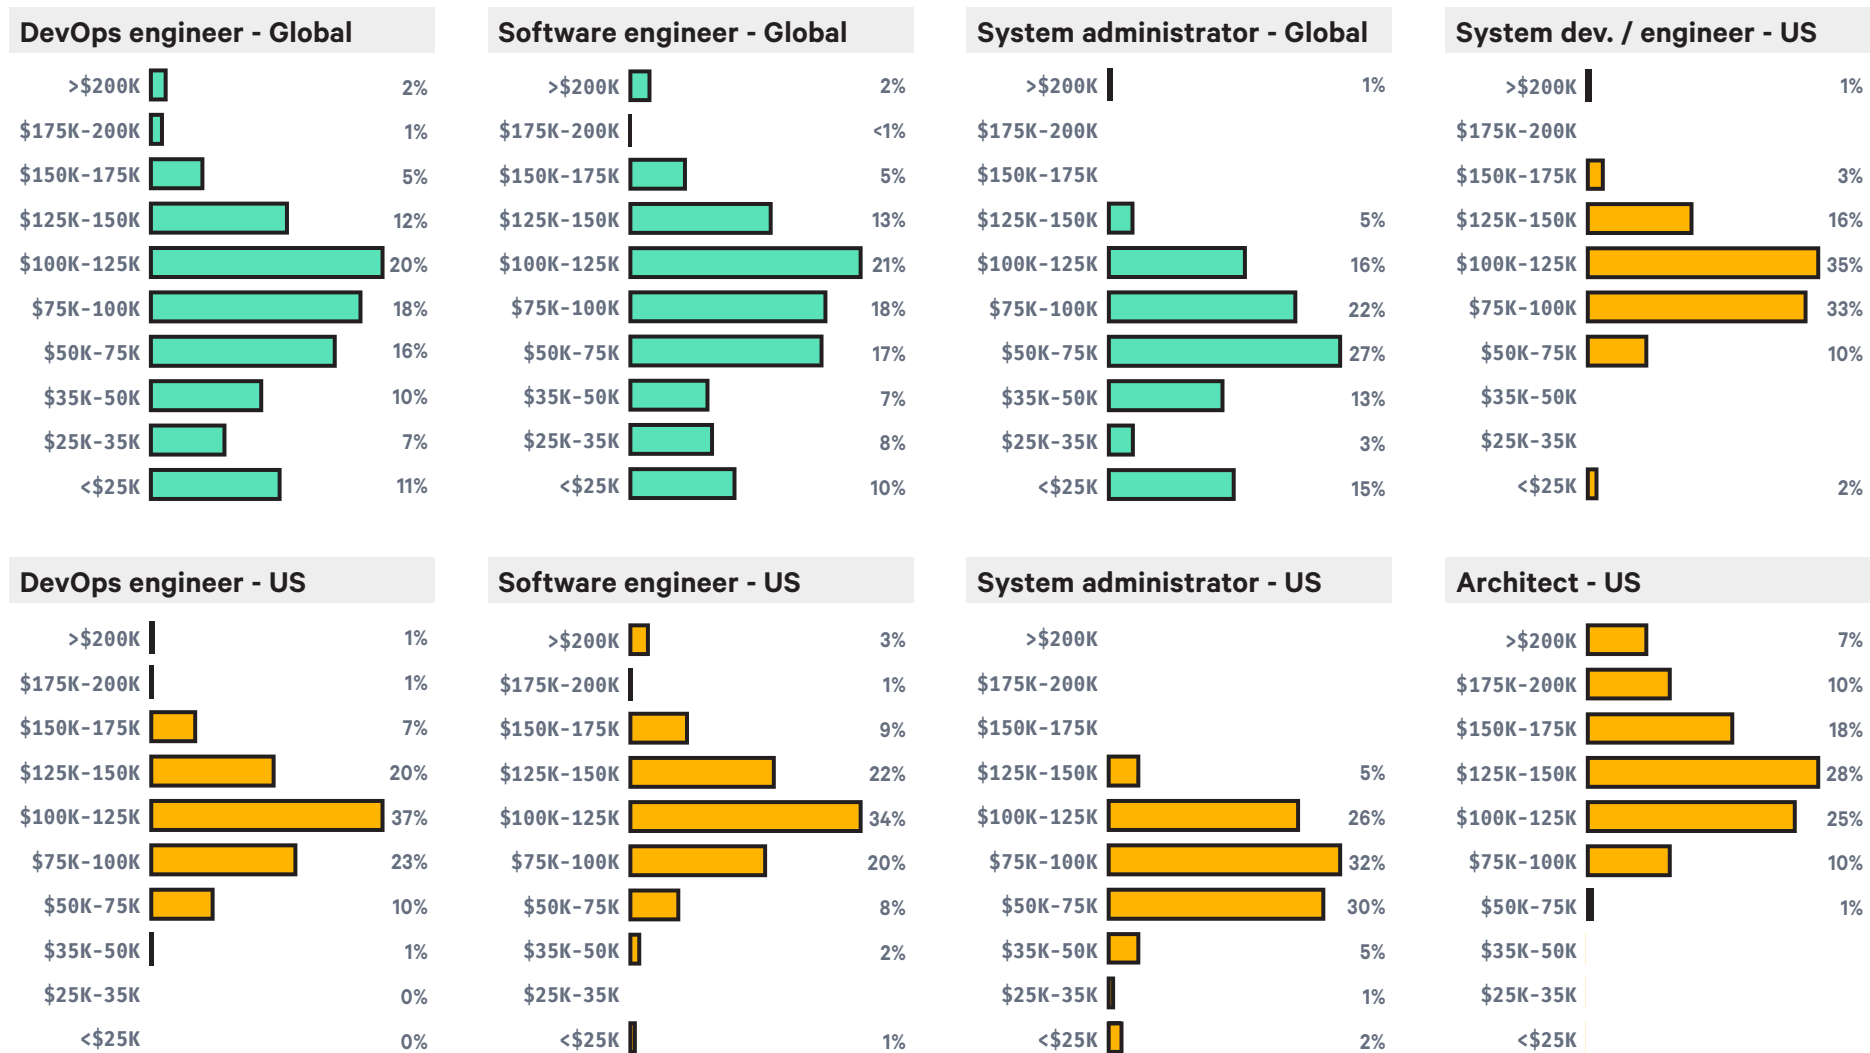 DevOps engineer - Global
>$200K 2%
$175K-200K 1%
$150K-175K 5%
$125K-150K 12%
$100K-125K 20%
$75K-100K 18%
$50K-75K 16%
$35K-50K 10%
$25K-35K 7%
<$25K 11%
Software engineer - Global
>$200K 2%
$175K-200K <1%
$150K-175K 5%
$125K-150K 13%
$100K-125K 21%
$75K-100K 18%
$50K-75K 17%
$35K-50K 7%
$25K-35K 8%
<$25K 10%
System administrator - Global
>$200K 1%
$175K-200K
$150K-175K
$125K-150K 5%
$100K-125K 16%
$75K-100K 22%
$50K-75K 27%
$35K-50K 13%
$25K-35K 3%
<$25K 15%
System dev. / engineer - US
>$200K 1%
$175K-200K
$150K-175K 3%
$125K-150K 16%
$100K-125K 35%
$75K-100K 33%
$50K-75K 10%
$35K-50K
$25K-35K
<$25K 2%
DevOps engineer - US
>$200K 1%
$175K-200K 1%
$150K-175K 7%
$125K-150K 20%
$100K-125K 37%
$75K-100K 23%
$50K-75K 10%
$35K-50K 1%
$25K-35K 0%
<$25K 0%
Software engineer - US
>$200K 3%
$175K-200K 1%
$150K-175K 9%
$125K-150K 22%
$100K-125K 34%
$75K-100K 20%
$50K-75K 8%
$35K-50K 2%
$25K-35K
<$25K 1%
System administrator - US
>$200K
$175K-200K
$150K-175K
$125K-150K 5%
$100K-125K 26%
$75K-100K 32%
$50K-75K 30%
$35K-50K 5%
$25K-35K 1%
<$25K 2%
Architect - US
>$200K 7%
$175K-200K 10%
$150K-175K 18%
$125K-150K 28%
$100K-125K 25%
$75K-100K 10%
$50K-75K 1%
$35K-50K
$25K-35K
<$25K